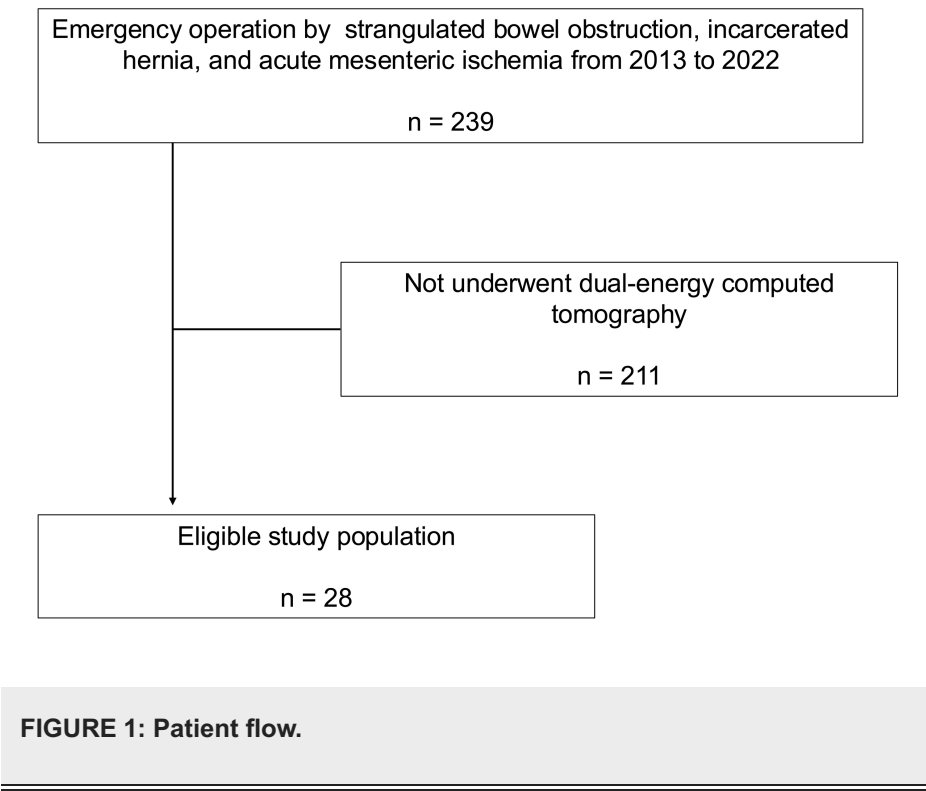 Emergency operation by strangulated bowel obstruction, incarcerated
hernia, and acute mesenteric ischemia from 2013 to 2022
n = 239
Not underwent dual-energy computed
tomography
n = 211
Eligible study population
n = 28
FIGURE 1: Patient flow.